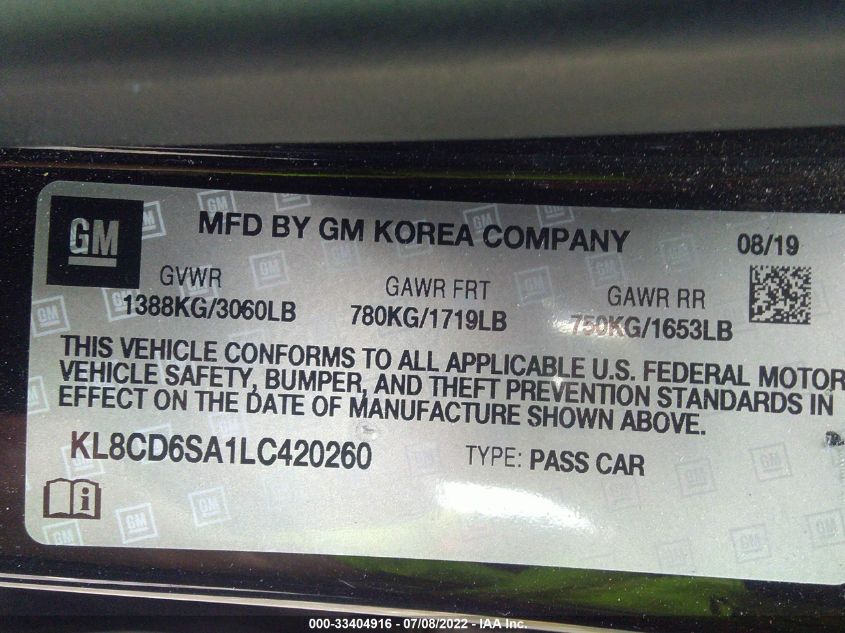 GM
MFD BY GM KOREA COMPANY
08/19
GVWR
1388KG/3060LB
GAWR FRT
780KG/1719LB
GAWR RR
750KG/1653LB
THIS VEHICLE CONFORMS TO ALL APPLICABLE U.S. FEDERAL MOTOR
VEHICLE SAFETY, BUMPER, AND THEFT PREVENTION STANDARDS IN
EFFECT ON THE DATE OF MANUFACTURE SHOWN ABOVE.
KL8CD6SA1LC420260
TYPE: PASS CAR
000-33404916 - 07/08/2022 - IAA Inc.